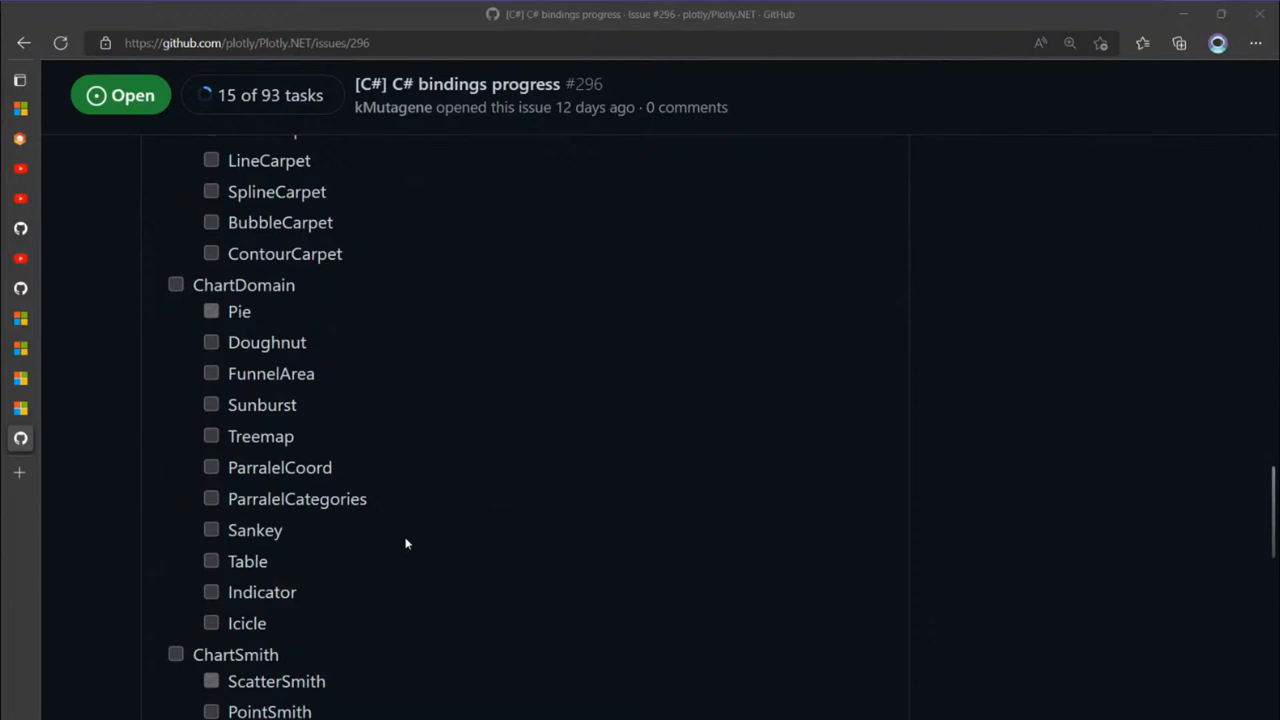 [C#] C# bindings progress · Issue #296 · plotly/Plotly.NET · GitHub
https://github.com/plotly/Plotly.NET/issues/296
Open
15 of 93 tasks
[C#] C# bindings progress #296
kMutagene opened this issue 12 days ago · 0 comments
LineCarpet
SplineCarpet
BubbleCarpet
ContourCarpet
ChartDomain
Pie
Doughnut
FunnelArea
Sunburst
Treemap
ParralelCoord
ParralelCategories
Sankey
Table
Indicator
Icicle
ChartSmith
ScatterSmith
PointSmith